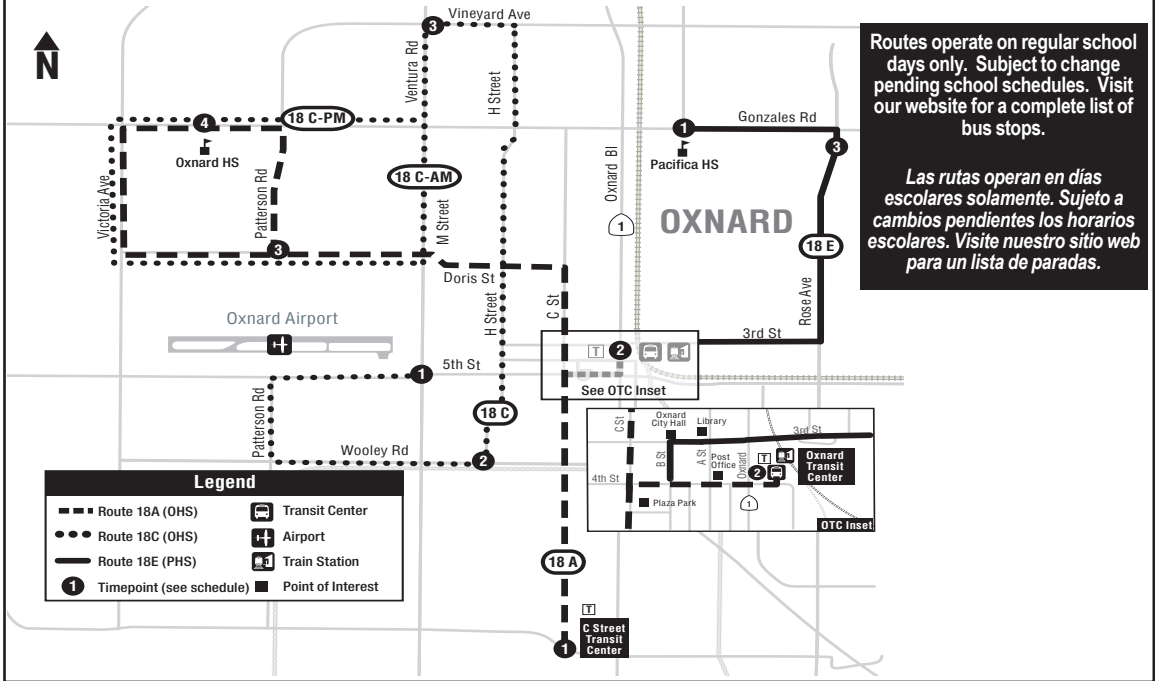 Vineyard Ave
3
N
Ventura Rd
H Street
4
18 C-PM
Oxnard HS
Victoria Ave
Patterson Rd
18 C-AM
M Street
3
Doris St
H Street
C St
Oxnard Bl
1
OXNARD
1
Gonzales Rd
3
Pacifica HS
18 E
Rose Ave
3rd St
Routes operate on regular school
days only. Subject to change
pending school schedules. Visit
our website for a complete list of
bus stops.
Las rutas operan en días
escolares solamente. Sujeto a
cambios pendientes los horarios
escolares. Visite nuestro sitio web
para un lista de paradas.
Oxnard Airport
T
2
See OTC Inset
5th St
1
Patterson Rd
18 C
Wooley Rd
2
C St
Oxnard
City Hall
Library
3rd St
B St
A St
Post
Office
Oxnard
T
2
Oxnard
Transit
Center
4th St
Plaza Park
1
OTC Inset
Legend
Route 18A (OHS)
Transit Center
Route 18C (OHS)
Airport
Route 18E (PHS)
Train Station
1
Timepoint (see schedule)
Point of Interest
18 A
T
C Street
Transit
Center
1